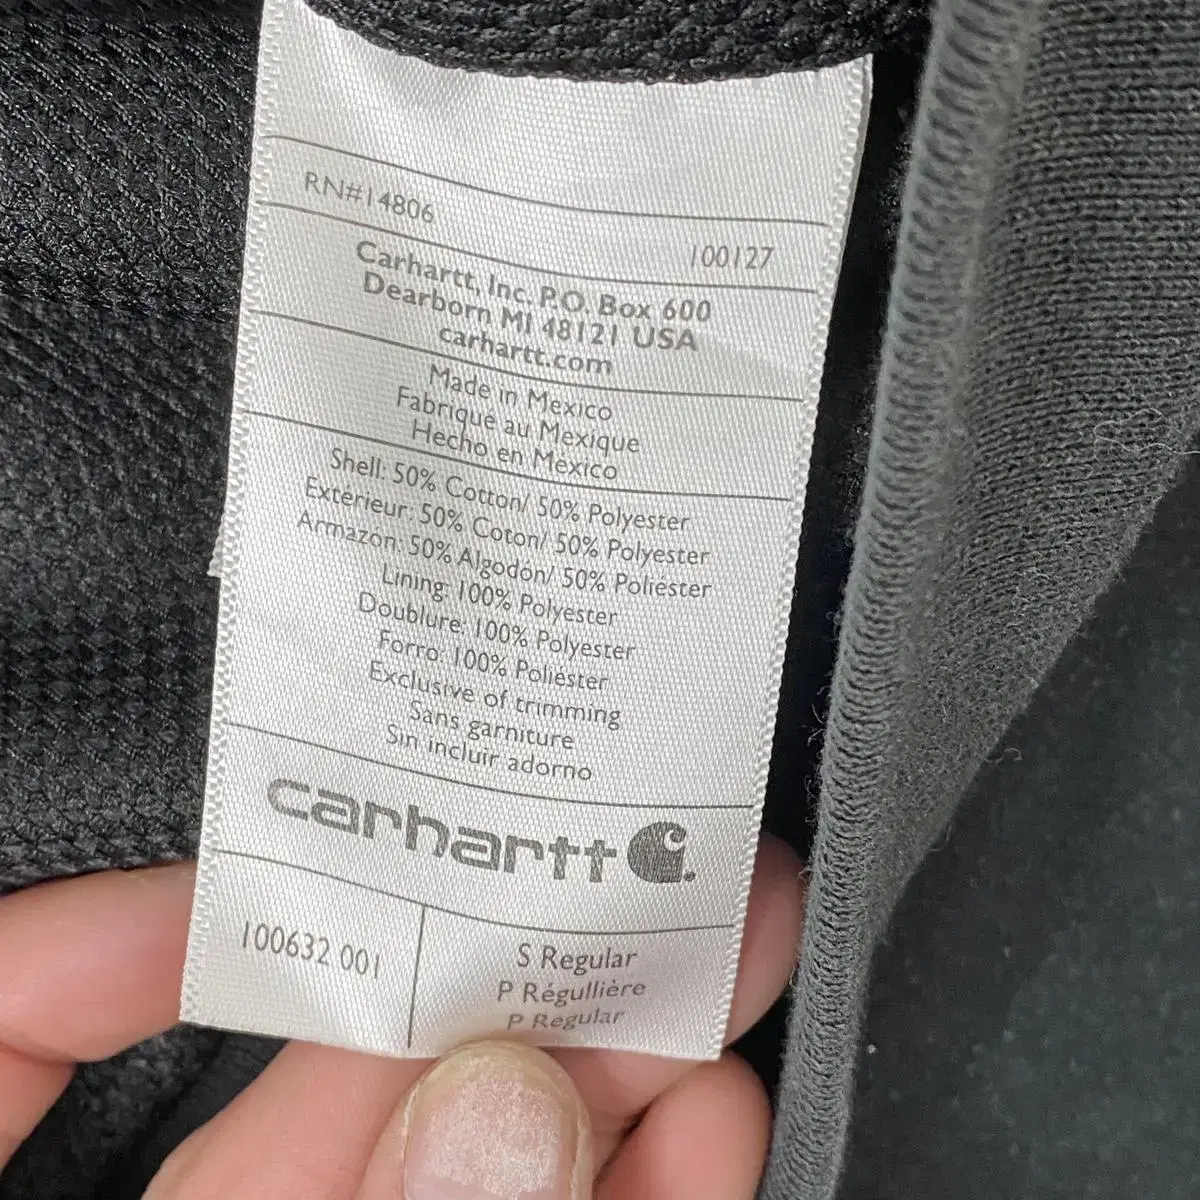 RN#14806
100127
Carhartt, Inc. P.O. Box 600
Dearborn MI 48121 USA
carhartt.com
Made in Mexico
Fabriqué au Mexique
Hecho en Mexico
Shell: 50% Cotton/ 50% Polyester
Extérieur: 50% Coton/ 50% Polyester
Armazon: 50% Algodón/ 50% Poliéster
Lining: 100% Polyester
Doublure: 100% Polyester
Forro: 100% Poliéster
Exclusive of trimming
Sans garniture
Sin incluir adorno
carhartt
100632 001
S Regular
P Régullière
P Regular